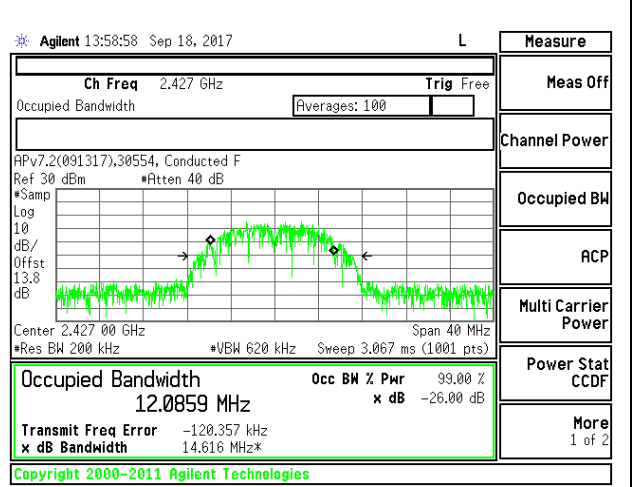 Agilent 13:58:58 Sep 18, 2017 L
Measure
Ch Freq 2.427 GHz Trig Free
Occupied Bandwidth Averages: 100
APv7.2(091317),30554, Conducted F
Ref 30 dBm #Atten 40 dB
#Samp
Log
10
dB/
Offst
13.8
dB
Center 2.427 00 GHz Span 40 MHz
#Res BW 200 kHz #VBW 620 kHz Sweep 3.067 ms (1001 pts)
Occupied Bandwidth Occ BW % Pwr 99.00 %
12.0859 MHz x dB -26.00 dB
Transmit Freq Error -120.357 kHz
x dB Bandwidth 14.616 MHz*
Copyright 2000-2011 Agilent Technologies
Meas Off
Channel Power
Occupied BW
ACP
Multi Carrier
Power
Power Stat
CCDF
More
1 of 2